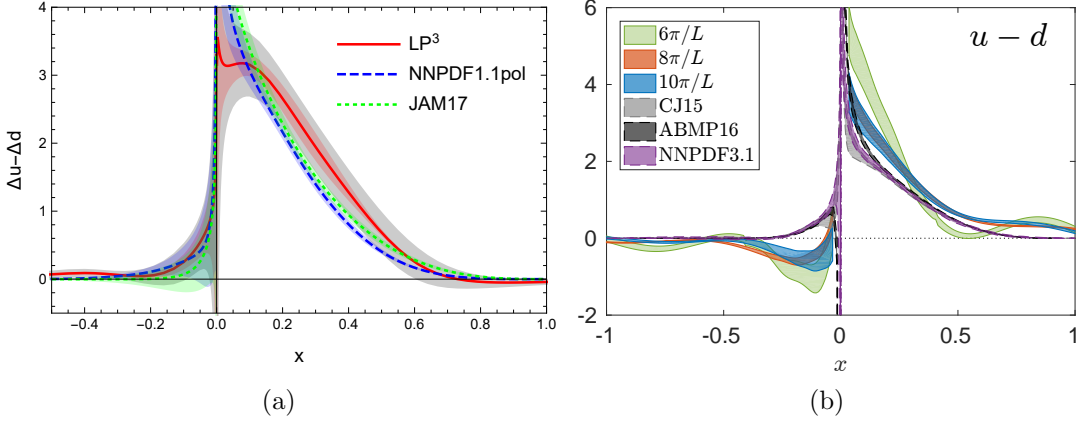 Δu−Δd
4
3
2
1
0
−0.4
−0.2
0.0
0.2
0.4
0.6
0.8
1.0
x
LP³
NNPDF1.1pol
JAM17
(a)
6
4
2
0
-2
-1
-0.5
0
0.5
1
x
6π/L
8π/L
10π/L
CJ15
ABMP16
NNPDF3.1
u − d
(b)